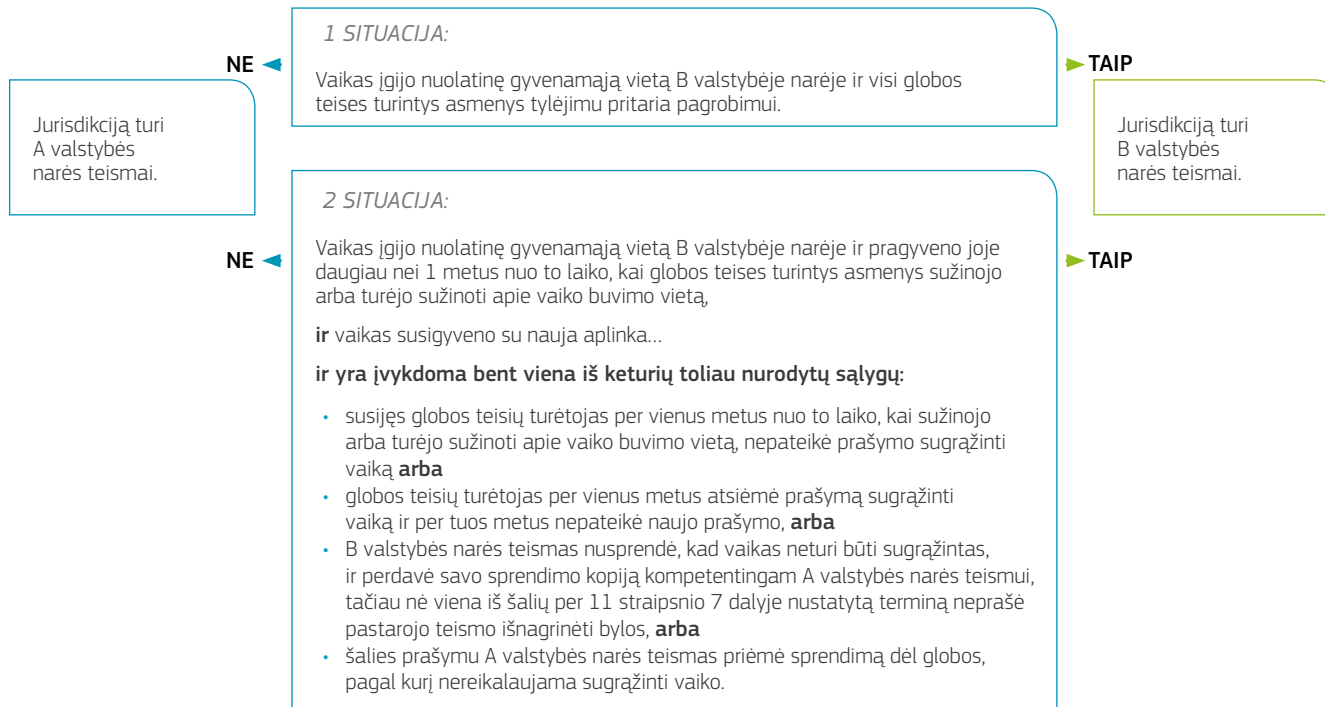 1 SITUACIJA:
NE
TAIP
Vaikas įgijo nuolatinę gyvenamąją vietą B valstybėje narėje ir visi globos
teises turintys asmenys tylėjimu pritaria pagrobimui.
Jurisdikciją turi
A valstybės
narės teismai.
Jurisdikciją turi
B valstybės
narės teismai.
2 SITUACIJA:
NE
TAIP
Vaikas įgijo nuolatinę gyvenamąją vietą B valstybėje narėje ir pragyveno joje
daugiau nei 1 metus nuo to laiko, kai globos teises turintys asmenys sužinojo
arba turėjo sužinoti apie vaiko buvimo vietą,
ir vaikas susigyveno su nauja aplinka...
ir yra įvykdoma bent viena iš keturių toliau nurodytų sąlygų:
• susijęs globos teisių turėtojas per vienus metus nuo to laiko, kai sužinojo
arba turėjo sužinoti apie vaiko buvimo vietą, nepateikė prašymo sugrąžinti
vaiką arba
• globos teisių turėtojas per vienus metus atsiėmė prašymą sugrąžinti
vaiką ir per tuos metus nepateikė naujo prašymo, arba
• B valstybės narės teismas nusprendė, kad vaikas neturi būti sugrąžintas,
ir perdavė savo sprendimo kopiją kompetentingam A valstybės narės teismui,
tačiau nė viena iš šalių per 11 straipsnio 7 dalyje nustatytą terminą neprašė
pastarojo teismo išnagrinėti bylos, arba
• šalies prašymu A valstybės narės teismas priėmė sprendimą dėl globos,
pagal kurį nereikalaujama sugrąžinti vaiko.